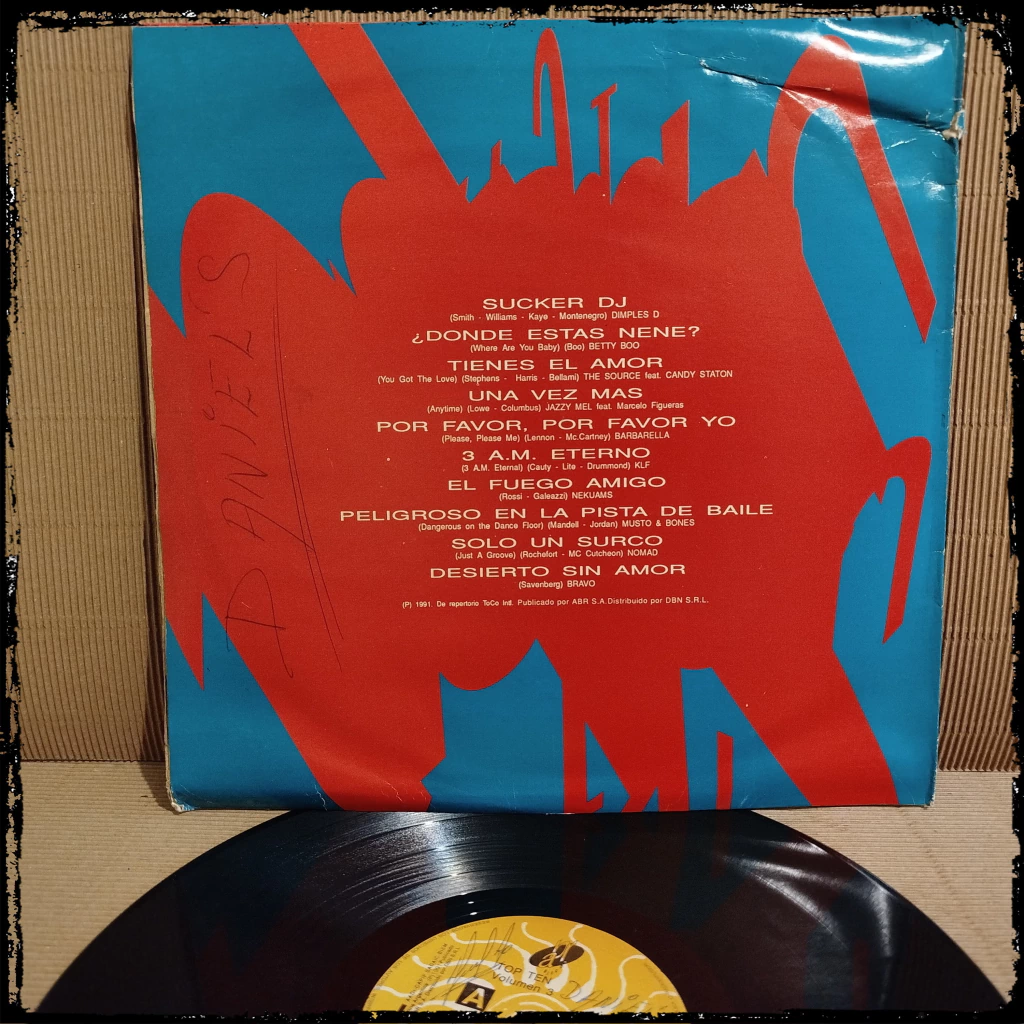 SUCKER DJ
(Smith - Williams - Kaye - Montenegro) DIMPLES D
¿DONDE ESTAS NENE?
(Where Are You Baby) (Boo) BETTY BOO
TIENES EL AMOR
(You Got The Love) (Stephens - Harris - Bellami) THE SOURCE feat. CANDY STATON
UNA VEZ MAS
(Anytime) (Lowe - Columbus) JAZZY MEL feat. Marcelo Figueras
POR FAVOR, POR FAVOR YO
(Please, Please Me) (Lennon - Mc.Cartney) BARBARELLA
3 A.M. ETERNO
(3 A.M. Eternal) (Cauty - Lite - Drummond) KLF
EL FUEGO AMIGO
(Rossi - Galeazzi) NEKUAMS
PELIGROSO EN LA PISTA DE BAILE
(Dangerous on the Dance Floor) (Mandell - Jordan) MUSTO & BONES
SOLO UN SURCO
(Just A Groove) (Rochefort - MC Cutcheon) NOMAD
DESIERTO SIN AMOR
(Savenberg) BRAVO
(P) 1991. De repertorio ToCo Intl. Publicado por ABR S.A. Distribuido por DBN S.R.L.
DANIELS
TOP TEN
Volumen 3
A